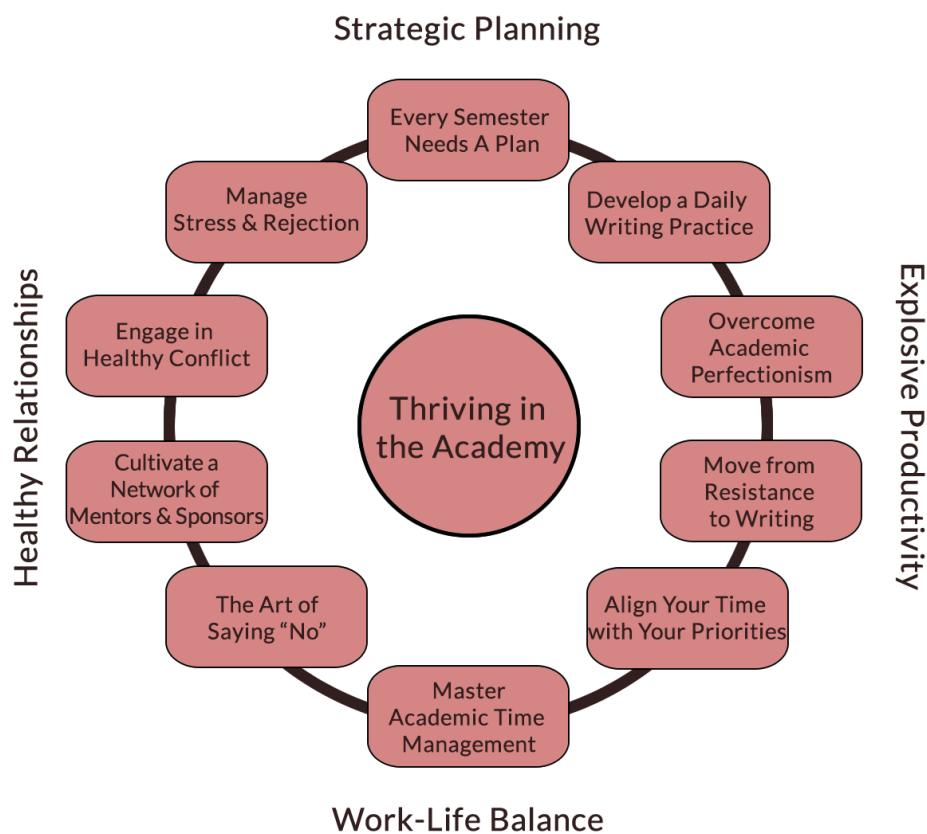 Strategic Planning
Every Semester
Needs A Plan
Develop a Daily
Writing Practice
Overcome
Academic
Perfectionism
Move from
Resistance
to Writing
Align Your Time
with Your Priorities
Master
Academic Time
Management
The Art of
Saying “No”
Cultivate a
Network of
Mentors & Sponsors
Engage in
Healthy Conflict
Manage
Stress & Rejection
Thriving in
the Academy
Explosive Productivity
Work-Life Balance
Healthy Relationships